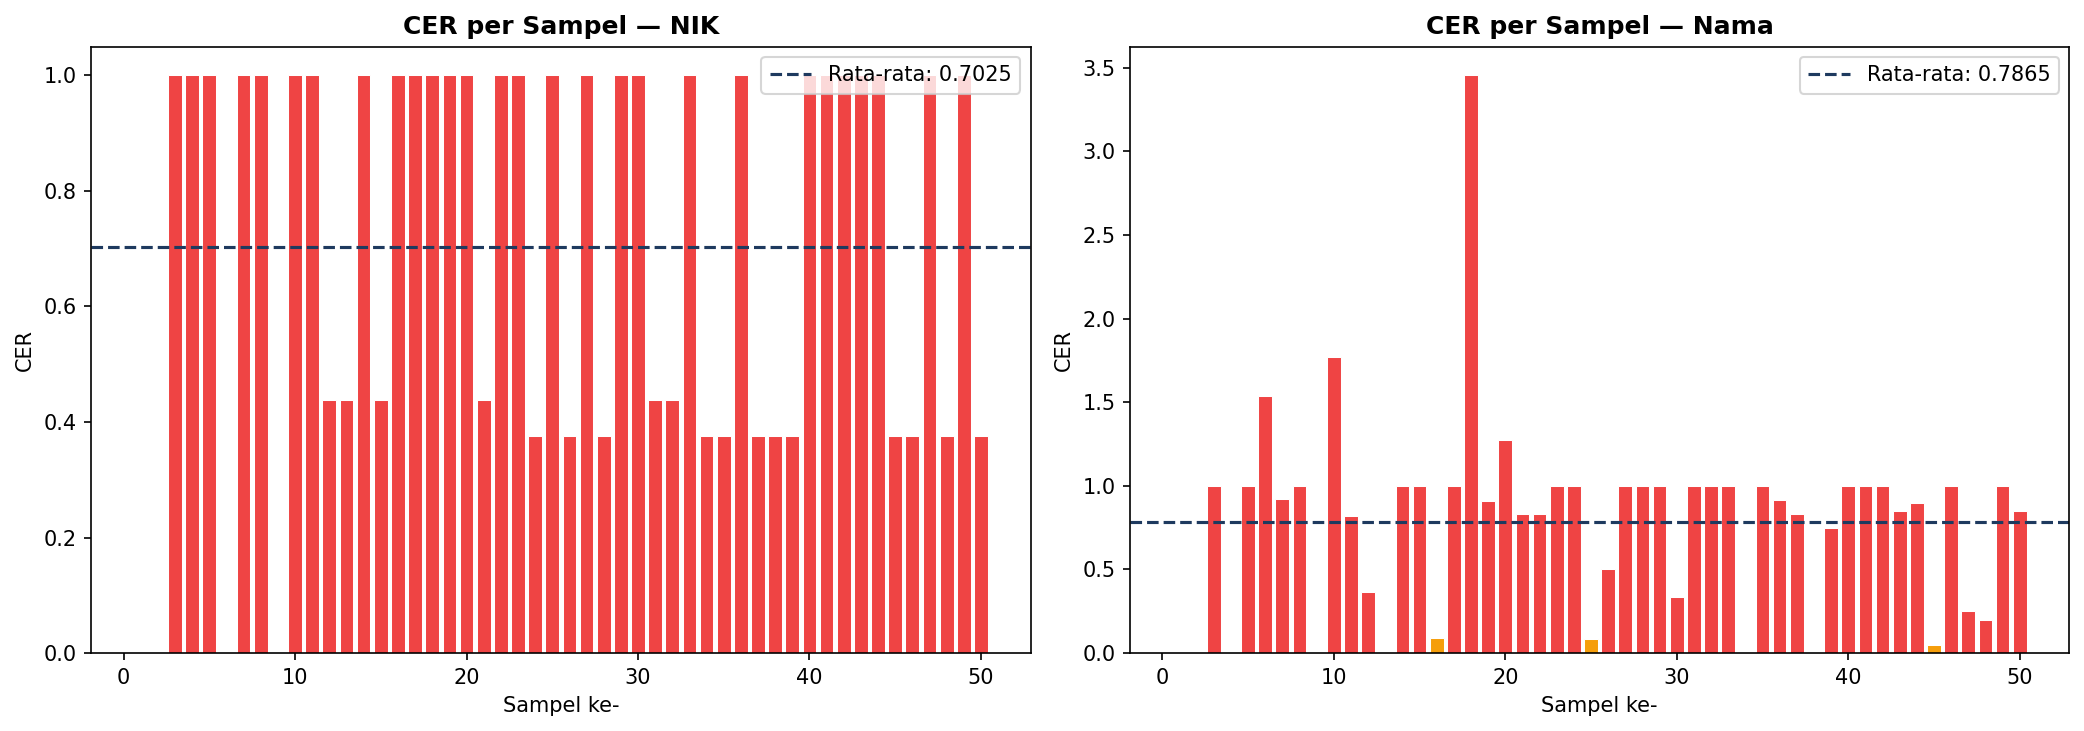 CER per Sampel — NIK
Rata-rata: 0.7025
1.0
0.8
0.6
0.4
0.2
0.0
CER
0 10 20 30 40 50
Sampel ke-
CER per Sampel — Nama
Rata-rata: 0.7865
3.5
3.0
2.5
2.0
1.5
1.0
0.5
0.0
CER
0 10 20 30 40 50
Sampel ke-